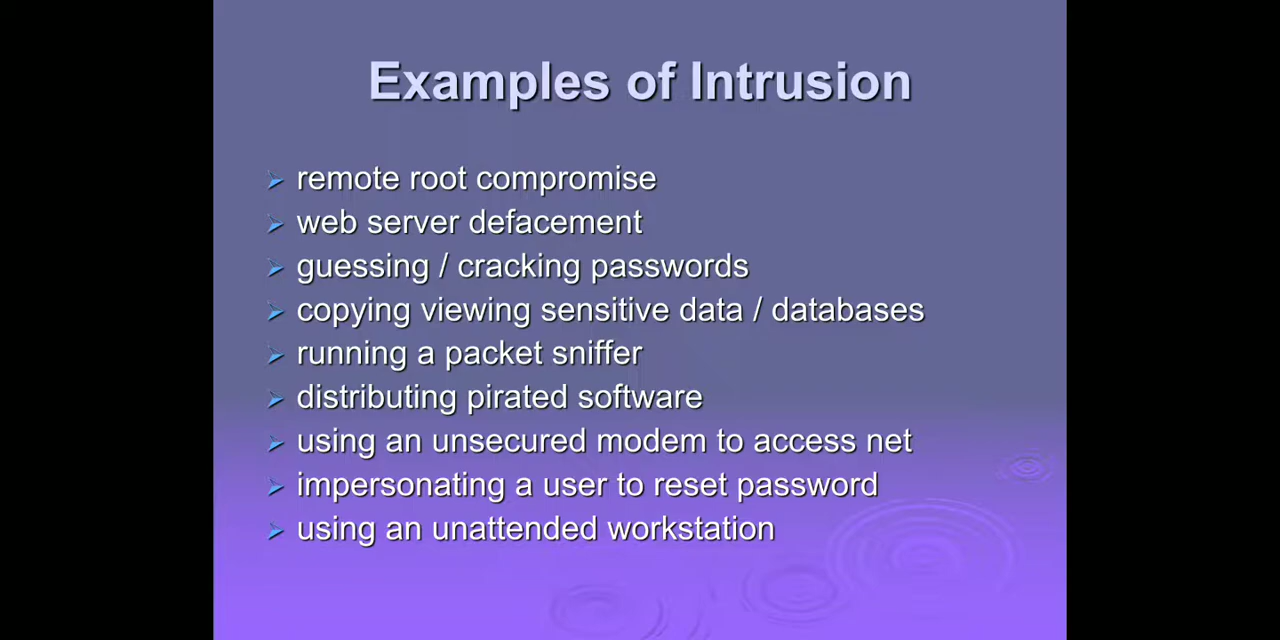 Examples of Intrusion
remote root compromise
web server defacement
guessing / cracking passwords
copying viewing sensitive data / databases
running a packet sniffer
distributing pirated software
using an unsecured modem to access net
impersonating a user to reset password
using an unattended workstation